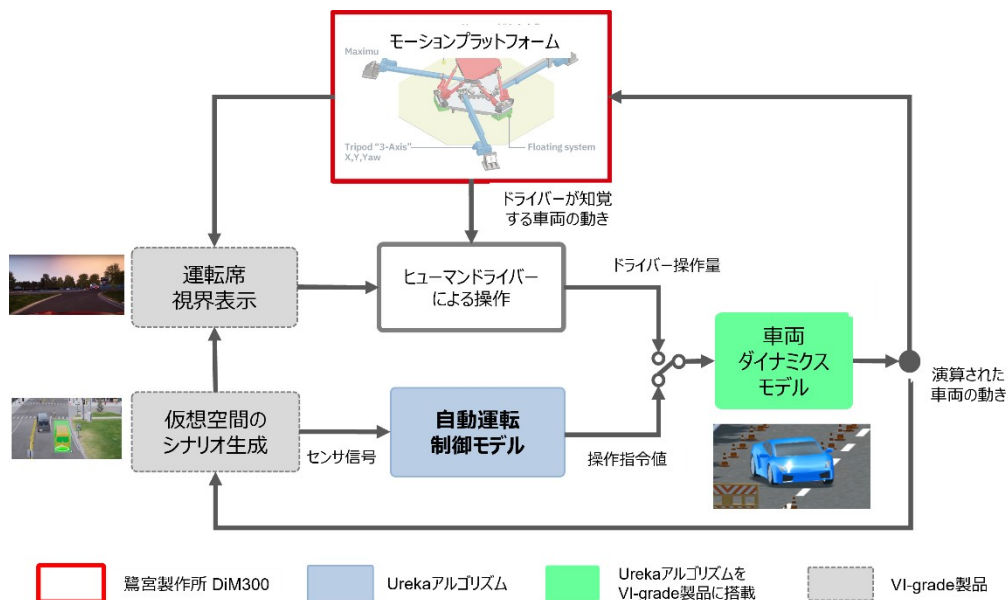 モーションプラットフォーム
Maximu
Tripod "3-Axis"
X,Y,Yaw
Floating system
ドライバーが知覚
する車両の動き
運転席
視界表示
ヒューマンドライバー
による操作
ドライバー操作量
車両
ダイナミクス
モデル
演算された
車両の動き
仮想空間の
シナリオ生成
センサ信号
自動運転
制御モデル
操作指令値
鷺宮製作所 DiM300
Urekaアルゴリズム
Urekaアルゴリズムを
VI-grade製品に搭載
VI-grade製品